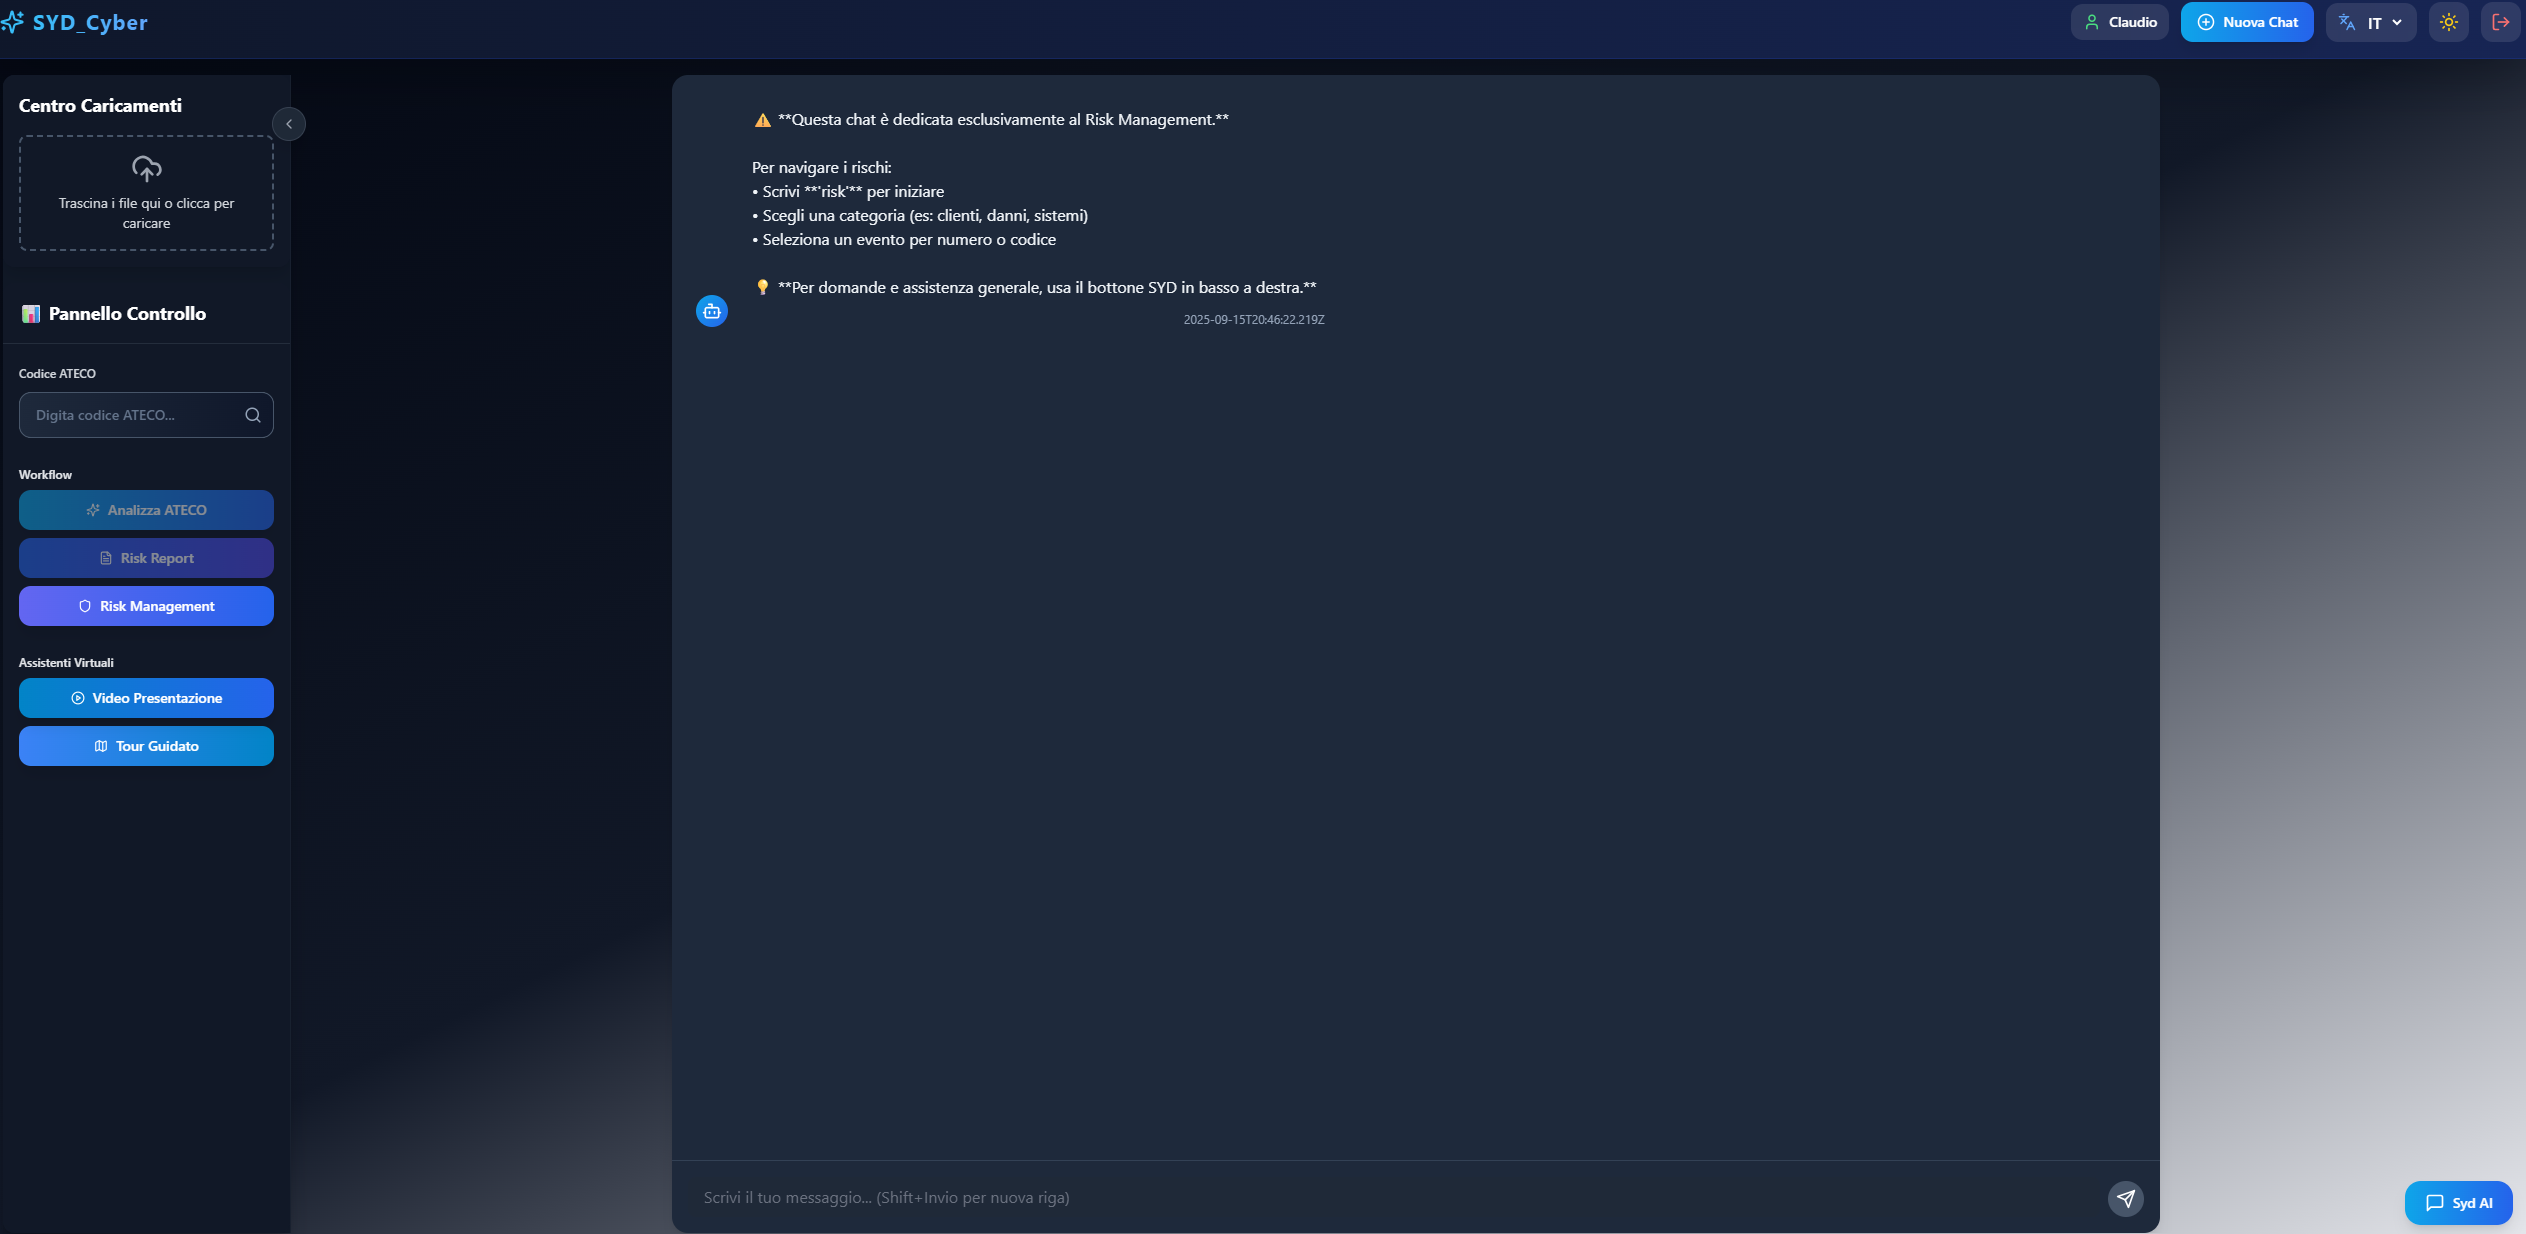 SYD_Cyber
Claudio
Nuova Chat
IT
Centro Caricamenti
Trascina i file qui o clicca per
caricare
Pannello Controllo
Codice ATECO
Digita codice ATECO...
Workflow
Analizza ATECO
Risk Report
Risk Management
Assistenti Virtuali
Video Presentazione
Tour Guidato
⚠️ **Questa chat è dedicata esclusivamente al Risk Management.**
Per navigare i rischi:
• Scrivi **'risk'** per iniziare
• Scegli una categoria (es: clienti, danni, sistemi)
• Seleziona un evento per numero o codice
💡 **Per domande e assistenza generale, usa il bottone SYD in basso a destra.**
2025-09-15T20:46:22.219Z
Scrivi il tuo messaggio... (Shift+Invio per nuova riga)
Syd AI